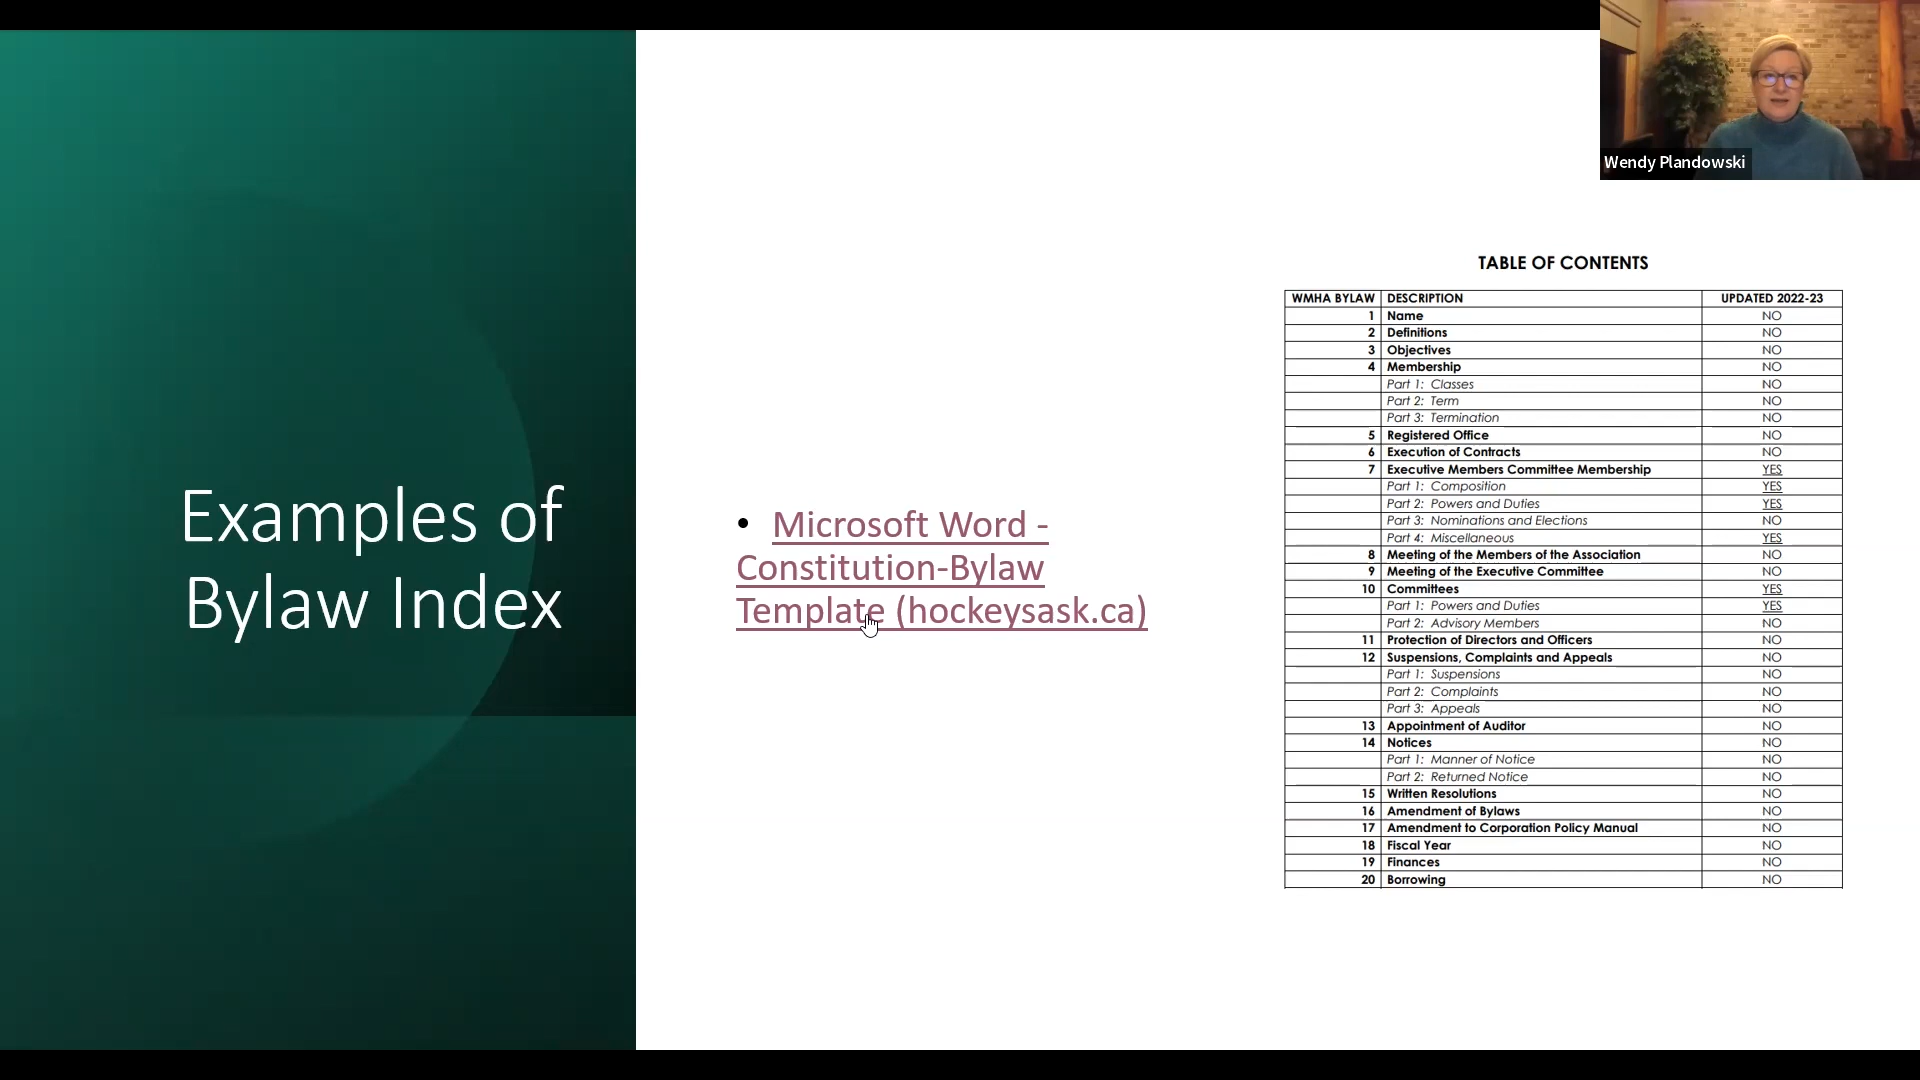 Wendy Plandowski
Examples of
Bylaw Index
• Microsoft Word -
Constitution-Bylaw
Template (hockeysask.ca)
TABLE OF CONTENTS
WMHA BYLAW DESCRIPTION UPDATED 2022-23
1 Name NO
2 Definitions NO
3 Objectives NO
4 Membership NO
Part 1: Classes NO
Part 2: Term NO
Part 3: Termination NO
5 Registered Office NO
6 Execution of Contracts NO
7 Executive Members Committee Membership YES
Part 1: Composition YES
Part 2: Powers and Duties YES
Part 3: Nominations and Elections NO
Part 4: Miscellaneous YES
8 Meeting of the Members of the Association NO
9 Meeting of the Executive Committee NO
10 Committees YES
Part 1: Powers and Duties YES
Part 2: Advisory Members NO
11 Protection of Directors and Officers NO
12 Suspensions, Complaints and Appeals NO
Part 1: Suspensions NO
Part 2: Complaints NO
Part 3: Appeals NO
13 Appointment of Auditor NO
14 Notices NO
Part 1: Manner of Notice NO
Part 2: Returned Notice NO
15 Written Resolutions NO
16 Amendment of Bylaws NO
17 Amendment to Corporation Policy Manual NO
18 Fiscal Year NO
19 Finances NO
20 Borrowing NO